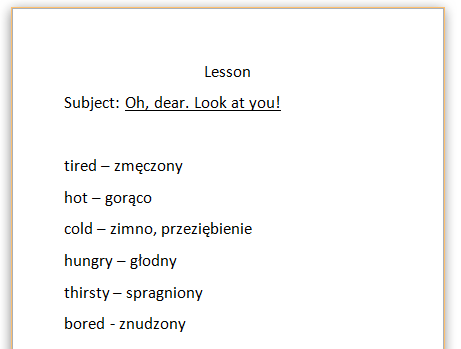 Lesson
Subject: Oh, dear. Look at you!
tired – zmęczony
hot – gorąco
cold – zimno, przeziębienie
hungry – głodny
thirsty – spragniony
bored - znudzony